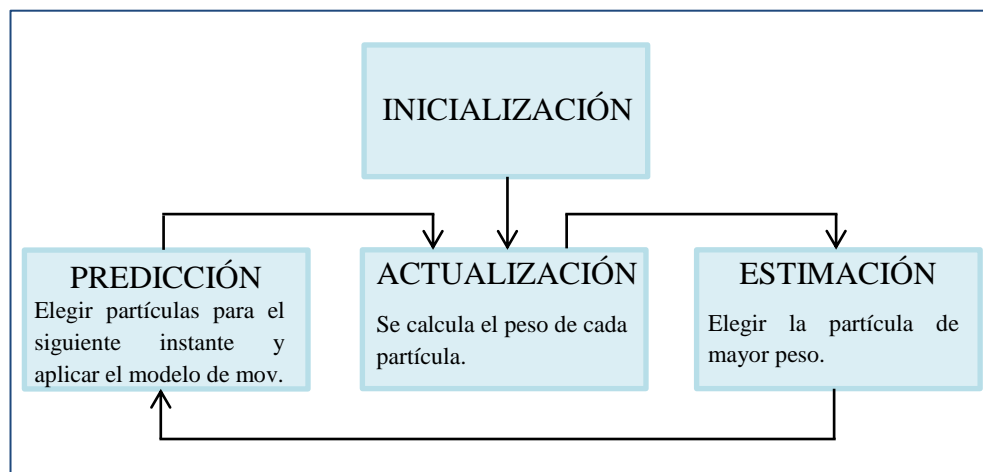 INICIALIZACIÓN
PREDICCIÓN
Elegir partículas para el
siguiente instante y
aplicar el modelo de mov.
ACTUALIZACIÓN
Se calcula el peso de cada
partícula.
ESTIMACIÓN
Elegir la partícula de
mayor peso.